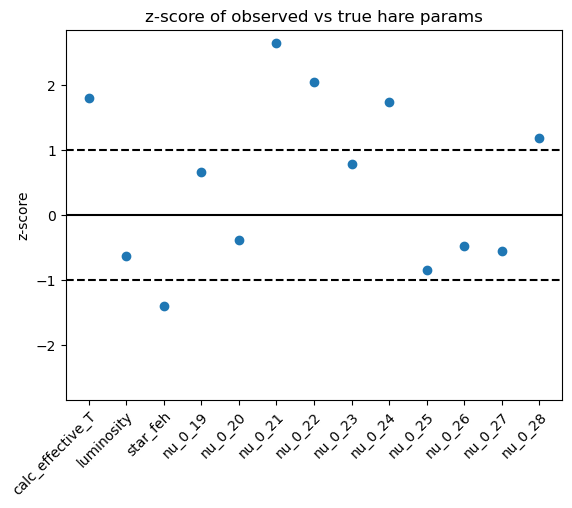 z-score of observed vs true hare params
z-score
2
1
0
−1
−2
calc_effective_T
luminosity
star_feh
nu_0_19
nu_0_20
nu_0_21
nu_0_22
nu_0_23
nu_0_24
nu_0_25
nu_0_26
nu_0_27
nu_0_28